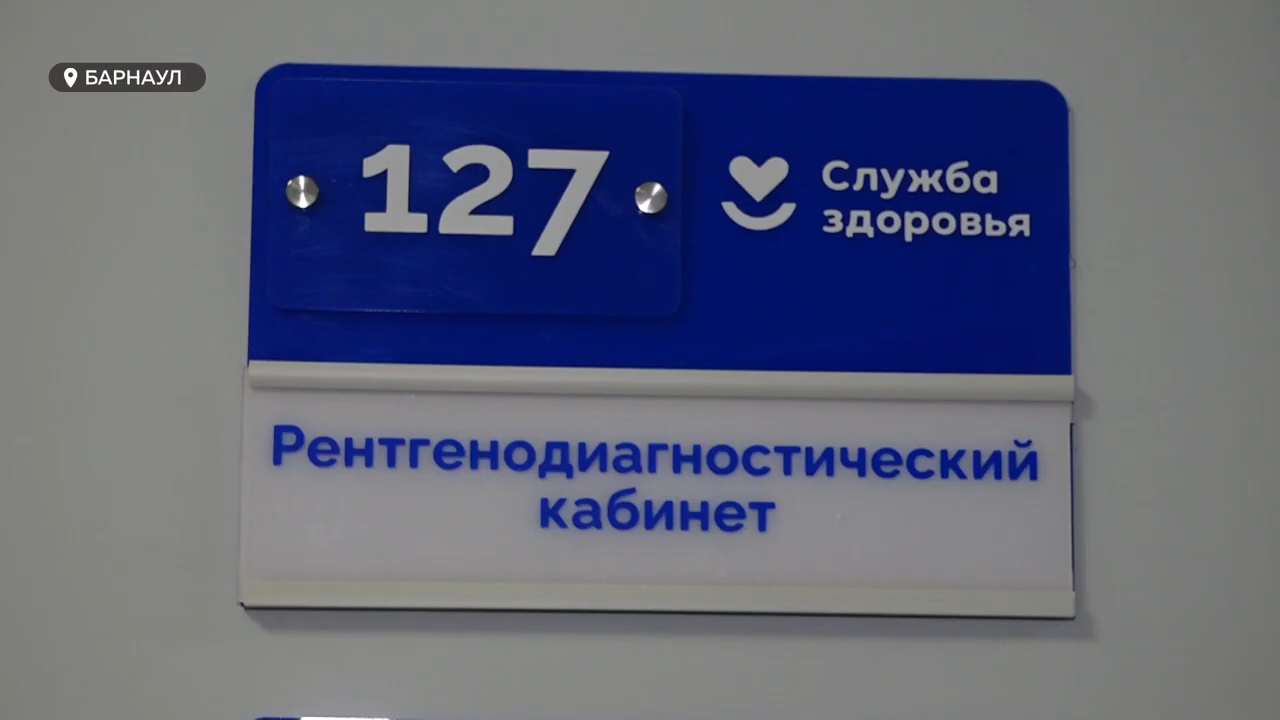 БАРНАУЛ
127
Служба
здоровья
Рентгенодиагностический
кабинет